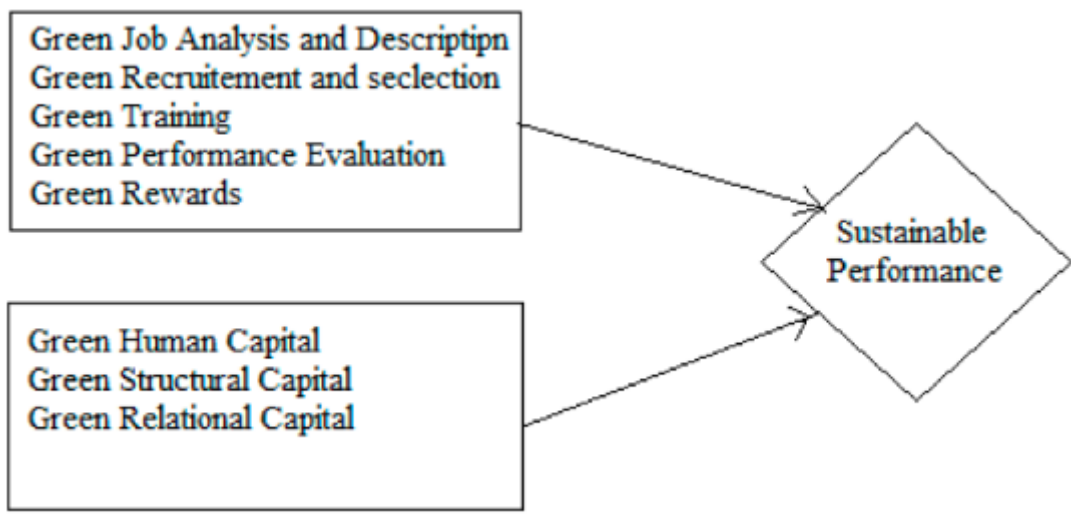 Green Job Analysis and Descriptipn
Green Recruitement and seclection
Green Training
Green Performance Evaluation
Green Rewards
Sustainable
Performance
Green Human Capital
Green Structural Capital
Green Relational Capital